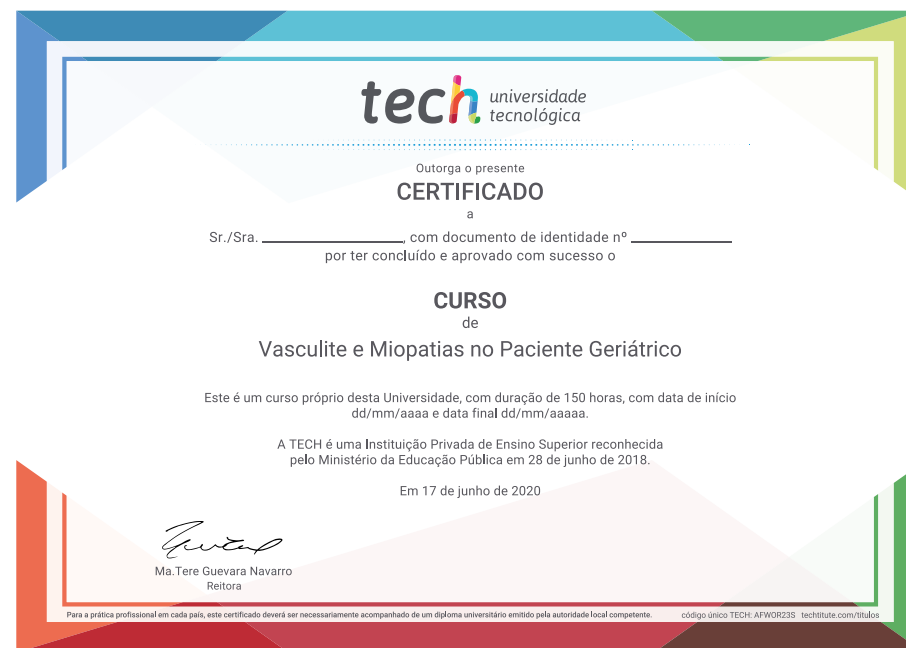 tech universidade
tecnológica
Outorga o presente
CERTIFICADO
a
Sr./Sra. ____________________, com documento de identidade nº ______________
por ter concluído e aprovado com sucesso o
CURSO
de
Vasculite e Miopatias no Paciente Geriátrico
Este é um curso próprio desta Universidade, com duração de 150 horas, com data de início
dd/mm/aaaa e data final dd/mm/aaaaa.
A TECH é uma Instituição Privada de Ensino Superior reconhecida
pelo Ministério da Educação Pública em 28 de junho de 2018.
Em 17 de junho de 2020
Ma.Tere Guevara Navarro
Reitora
Para a prática profissional em cada país, este certificado deverá ser necessariamente acompanhado de um diploma universitário emitido pela autoridade local competente. código único TECH: AFWOR23S techtitute.com/títulos